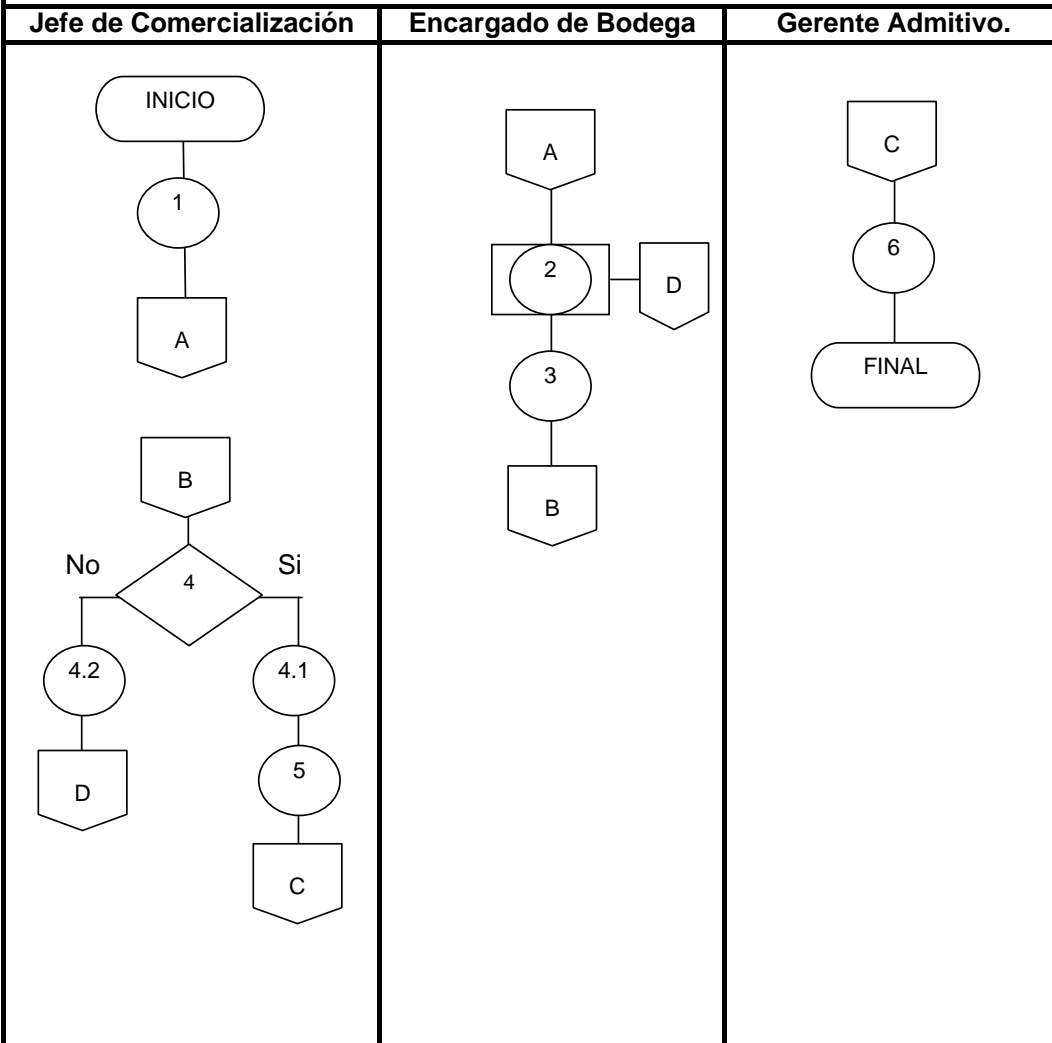 Jefe de Comercialización
Encargado de Bodega
Gerente Admitivo.
INICIO
1
A
B
No
4
Si
4.2
4.1
D
5
C
A
2
D
3
B
C
6
FINAL